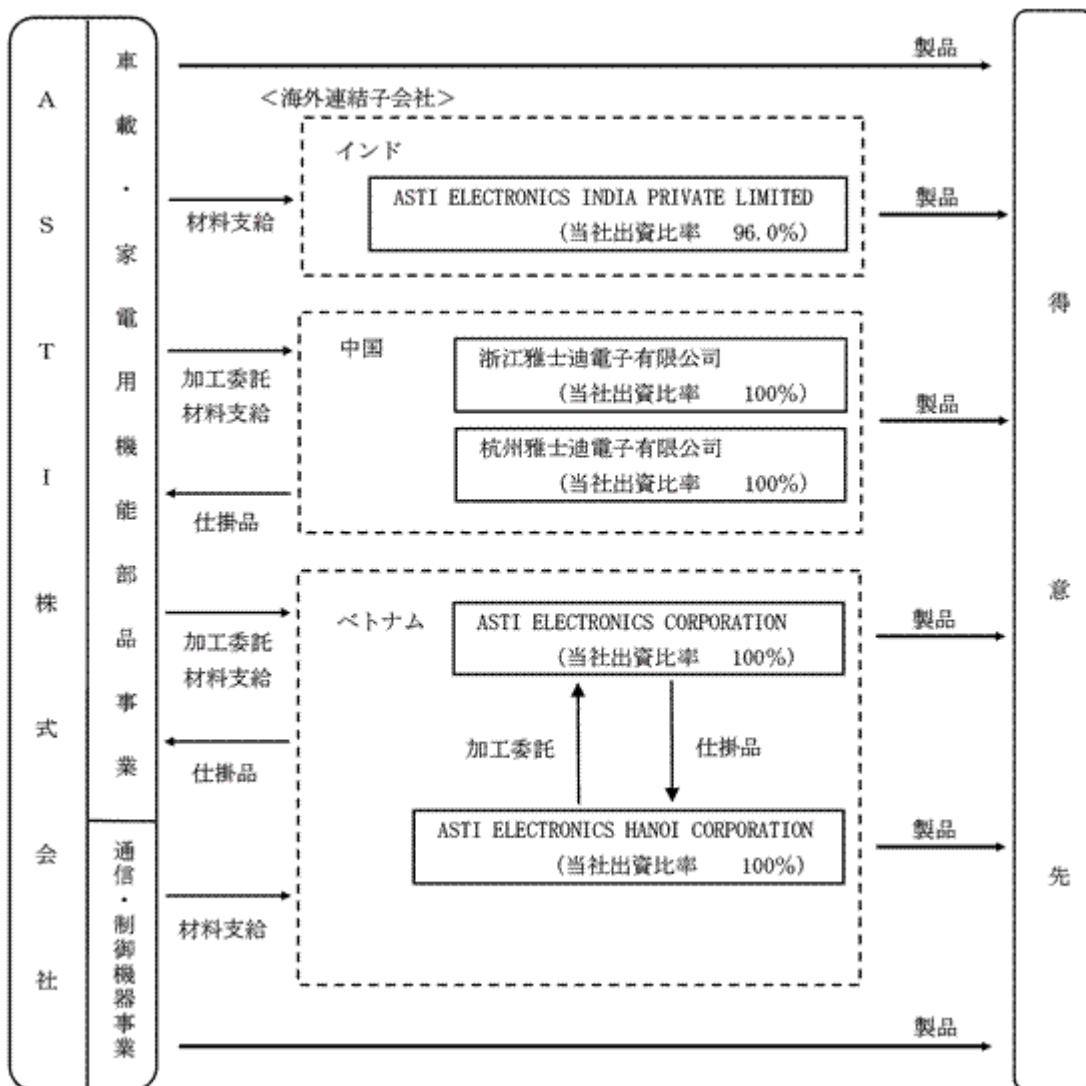 ASTI株式会社
車載・家電用機能部品事業
通信・制御機器事業
製品
<海外連結子会社>
インド
ASTI ELECTRONICS INDIA PRIVATE LIMITED
(当社出資比率 96.0%)
材料支給
製品
中国
浙江雅士迪電子有限公司
(当社出資比率 100%)
杭州雅士迪電子有限公司
(当社出資比率 100%)
加工委託
材料支給
仕掛品
製品
ベトナム
ASTI ELECTRONICS CORPORATION
(当社出資比率 100%)
加工委託
材料支給
仕掛品
製品
加工委託
仕掛品
ASTI ELECTRONICS HANOI CORPORATION
(当社出資比率 100%)
製品
材料支給
製品
得意先